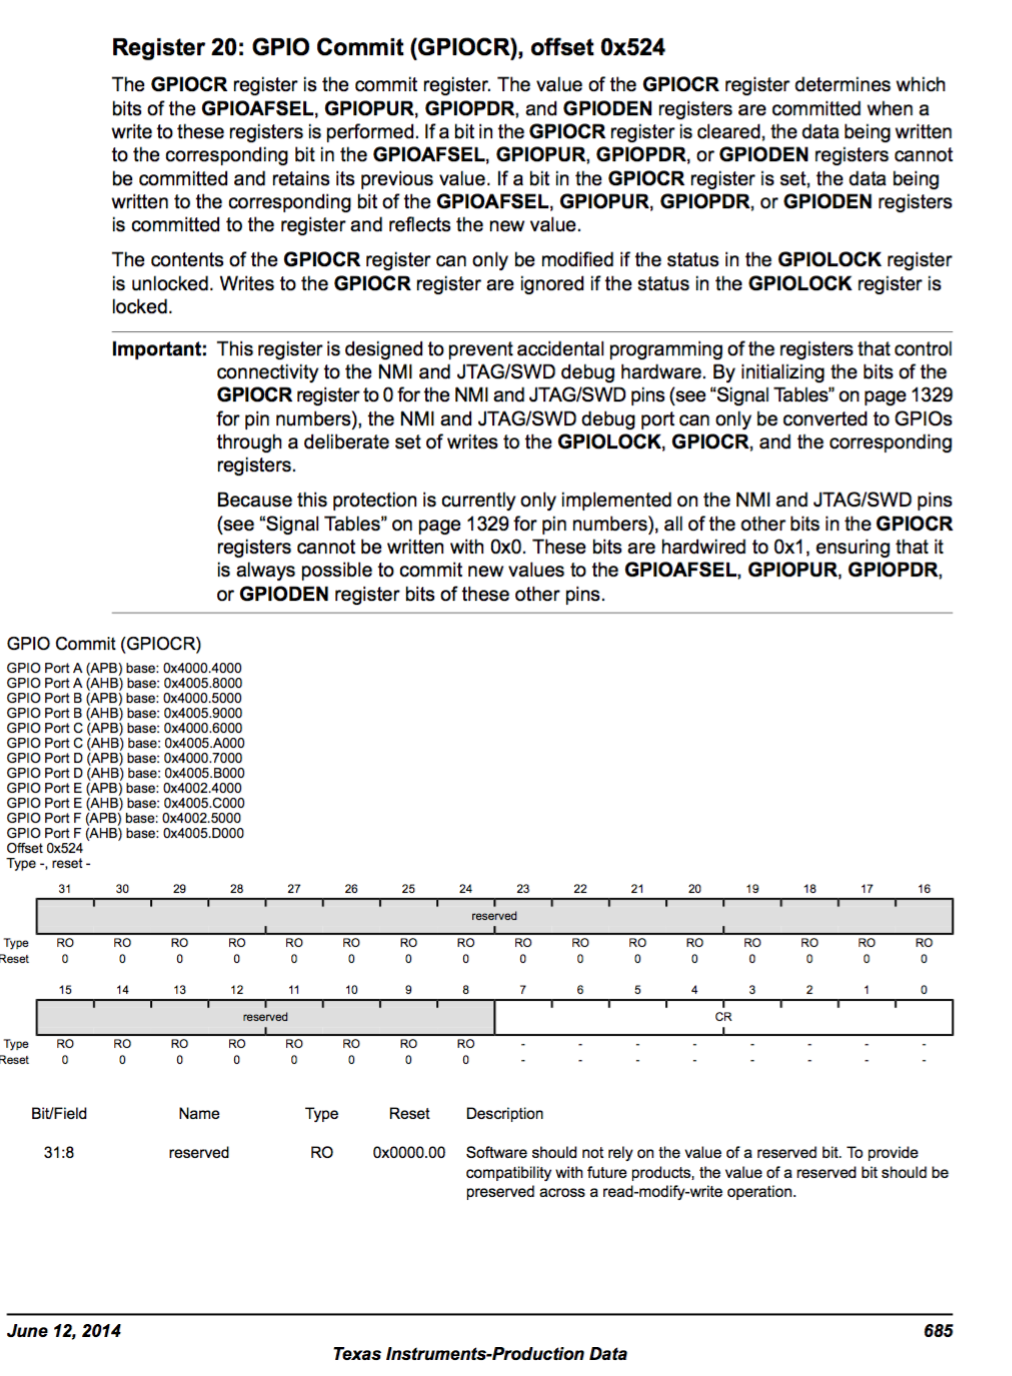 Register 20: GPIO Commit (GPIOCR), offset 0x524
The GPIOCR register is the commit register. The value of the GPIOCR register determines which
bits of the GPIOAFSEL, GPIOPUR, GPIOPDR, and GPIODEN registers are committed when a
write to these registers is performed. If a bit in the GPIOCR register is cleared, the data being written
to the corresponding bit in the GPIOAFSEL, GPIOPUR, GPIOPDR, or GPIODEN registers cannot
be committed and retains its previous value. If a bit in the GPIOCR register is set, the data being
written to the corresponding bit of the GPIOAFSEL, GPIOPUR, GPIOPDR, or GPIODEN registers
is committed to the register and reflects the new value.
The contents of the GPIOCR register can only be modified if the status in the GPIOLOCK register
is unlocked. Writes to the GPIOCR register are ignored if the status in the GPIOLOCK register is
locked.
Important: This register is designed to prevent accidental programming of the registers that control
connectivity to the NMI and JTAG/SWD debug hardware. By initializing the bits of the
GPIOCR register to 0 for the NMI and JTAG/SWD pins (see “Signal Tables” on page 1329
for pin numbers), the NMI and JTAG/SWD debug port can only be converted to GPIOs
through a deliberate set of writes to the GPIOLOCK, GPIOCR, and the corresponding
registers.
Because this protection is currently only implemented on the NMI and JTAG/SWD pins
(see “Signal Tables” on page 1329 for pin numbers), all of the other bits in the GPIOCR
registers cannot be written with 0x0. These bits are hardwired to 0x1, ensuring that it
is always possible to commit new values to the GPIOAFSEL, GPIOPUR, GPIOPDR,
or GPIODEN register bits of these other pins.
GPIO Commit (GPIOCR)
GPIO Port A (APB) base: 0x4000.4000
GPIO Port A (AHB) base: 0x4005.8000
GPIO Port B (APB) base: 0x4000.5000
GPIO Port B (AHB) base: 0x4005.9000
GPIO Port C (APB) base: 0x4000.6000
GPIO Port C (AHB) base: 0x4005.A000
GPIO Port D (APB) base: 0x4000.7000
GPIO Port D (AHB) base: 0x4005.B000
GPIO Port E (APB) base: 0x4002.4000
GPIO Port E (AHB) base: 0x4005.C000
GPIO Port F (APB) base: 0x4002.5000
GPIO Port F (AHB) base: 0x4005.D000
Offset 0x524
Type -, reset -
31 30 29 28 27 26 25 24 23 22 21 20 19 18 17 16
reserved
Type RO RO RO RO RO RO RO RO RO RO RO RO RO RO RO RO
Reset 0 0 0 0 0 0 0 0 0 0 0 0 0 0 0 0
15 14 13 12 11 10 9 8 7 6 5 4 3 2 1 0
reserved CR
Type RO RO RO RO RO RO RO RO - - - - - - - -
Reset 0 0 0 0 0 0 0 0 - - - - - - - -
Bit/Field Name Type Reset Description
31:8 reserved RO 0x0000.00 Software should not rely on the value of a reserved bit. To provide
compatibility with future products, the value of a reserved bit should be
preserved across a read-modify-write operation.
June 12, 2014 685
Texas Instruments-Production Data